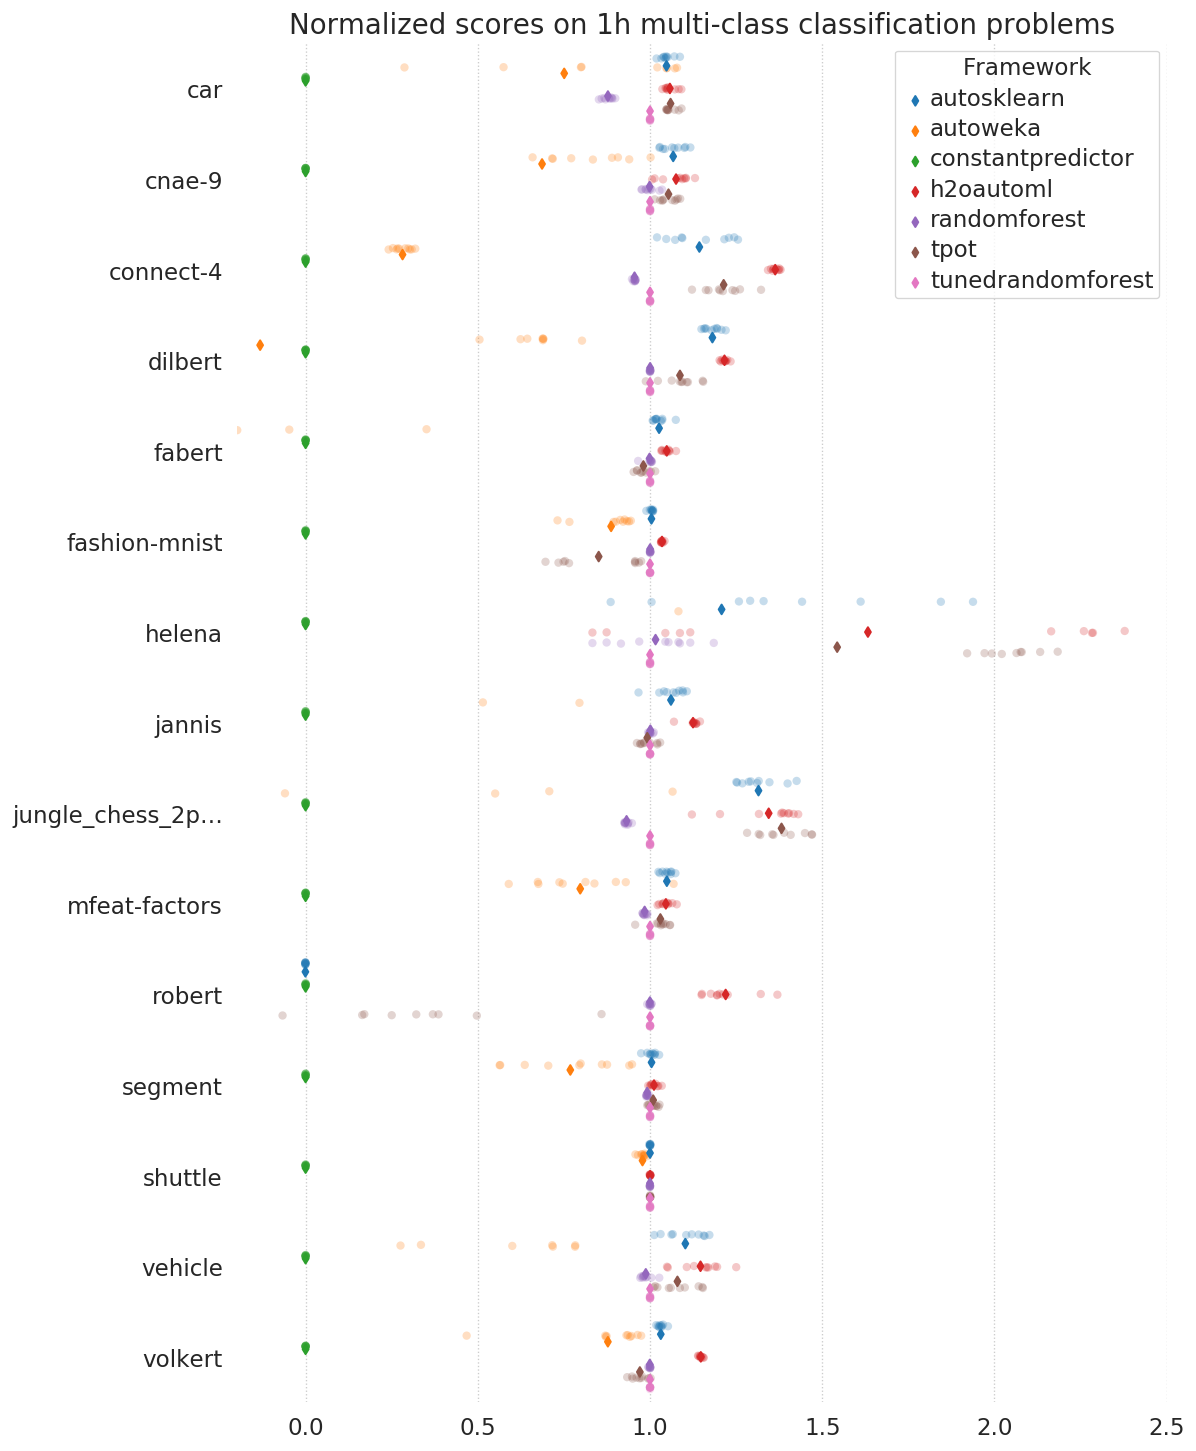 Normalized scores on 1h multi-class classification problems
Framework
autosklearn
autoweka
constantpredictor
h2oautoml
randomforest
tpot
tunedrandomforest
car
cnae-9
connect-4
dilbert
fabert
fashion-mnist
helena
jannis
jungle_chess_2p...
mfeat-factors
robert
segment
shuttle
vehicle
volkert
0.0 0.5 1.0 1.5 2.0 2.5